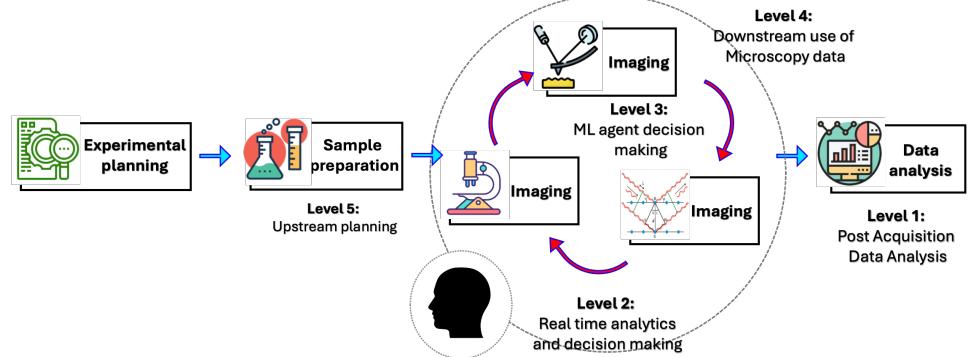 Experimental
planning
Sample
preparation
Level 5:
Upstream planning
Imaging
Imaging
Imaging
Level 3:
ML agent decision
making
Level 4:
Downstream use of
Microscopy data
Level 2:
Real time analytics
and decision making
Data
analysis
Level 1:
Post Acquisition
Data Analysis